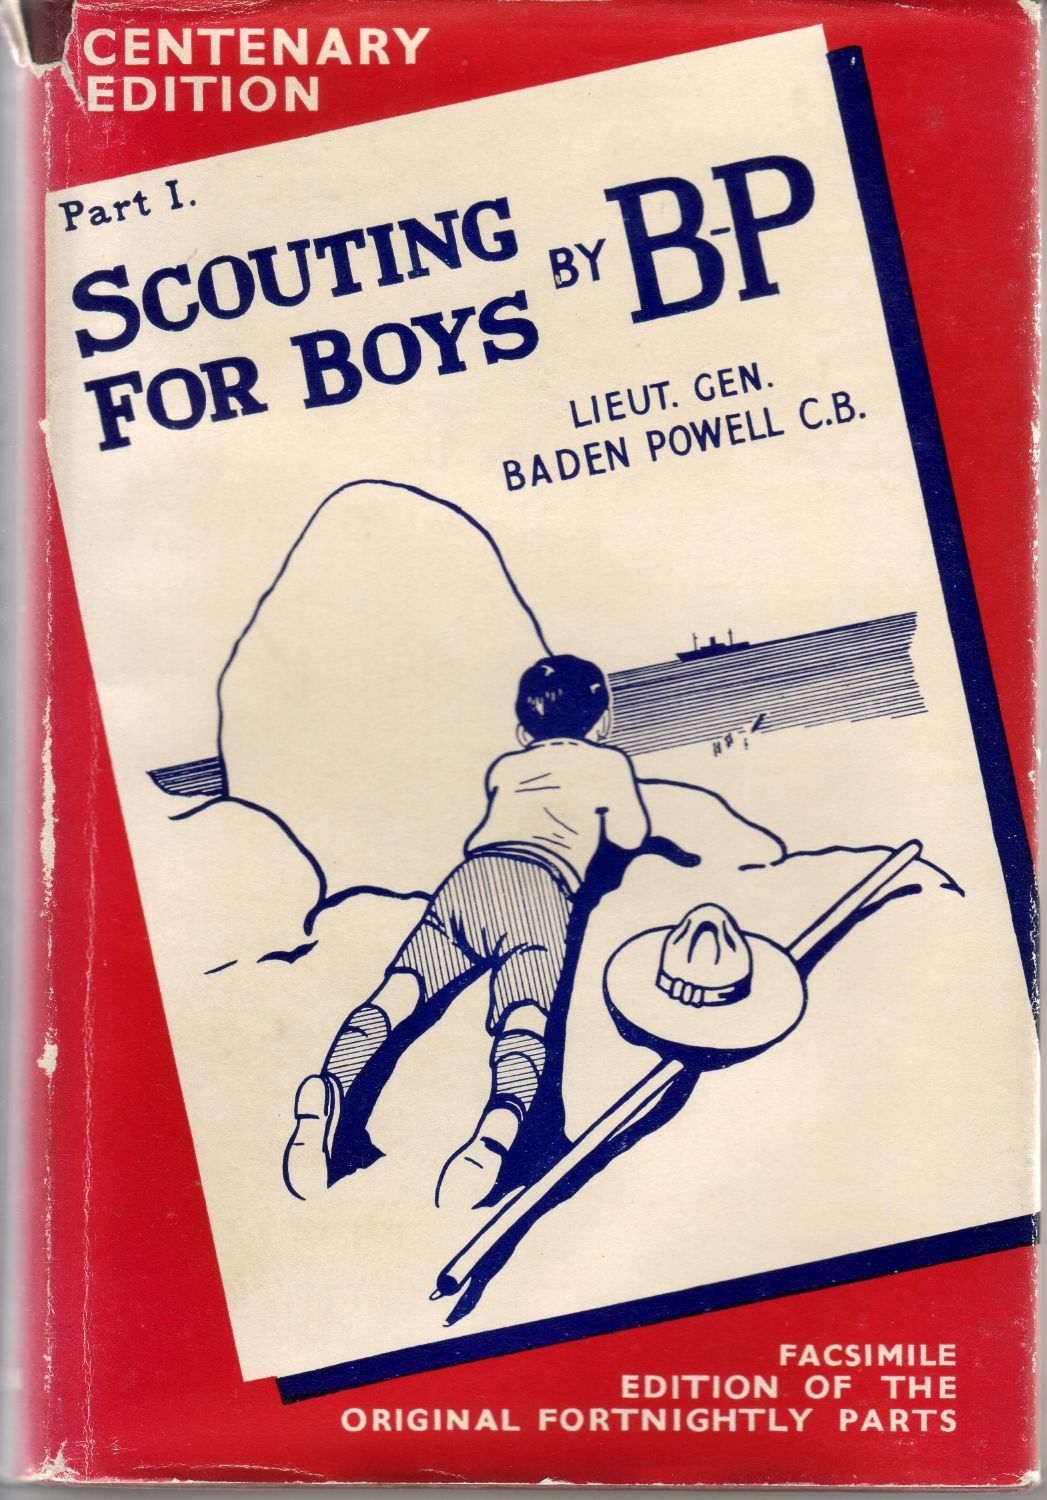 CENTENARY
EDITION
Part I.
SCOUTING
FOR BOYS
BY B-P
LIEUT. GEN.
BADEN POWELL C.B.
FACSIMILE
EDITION OF THE
ORIGINAL FORTNIGHTLY PARTS